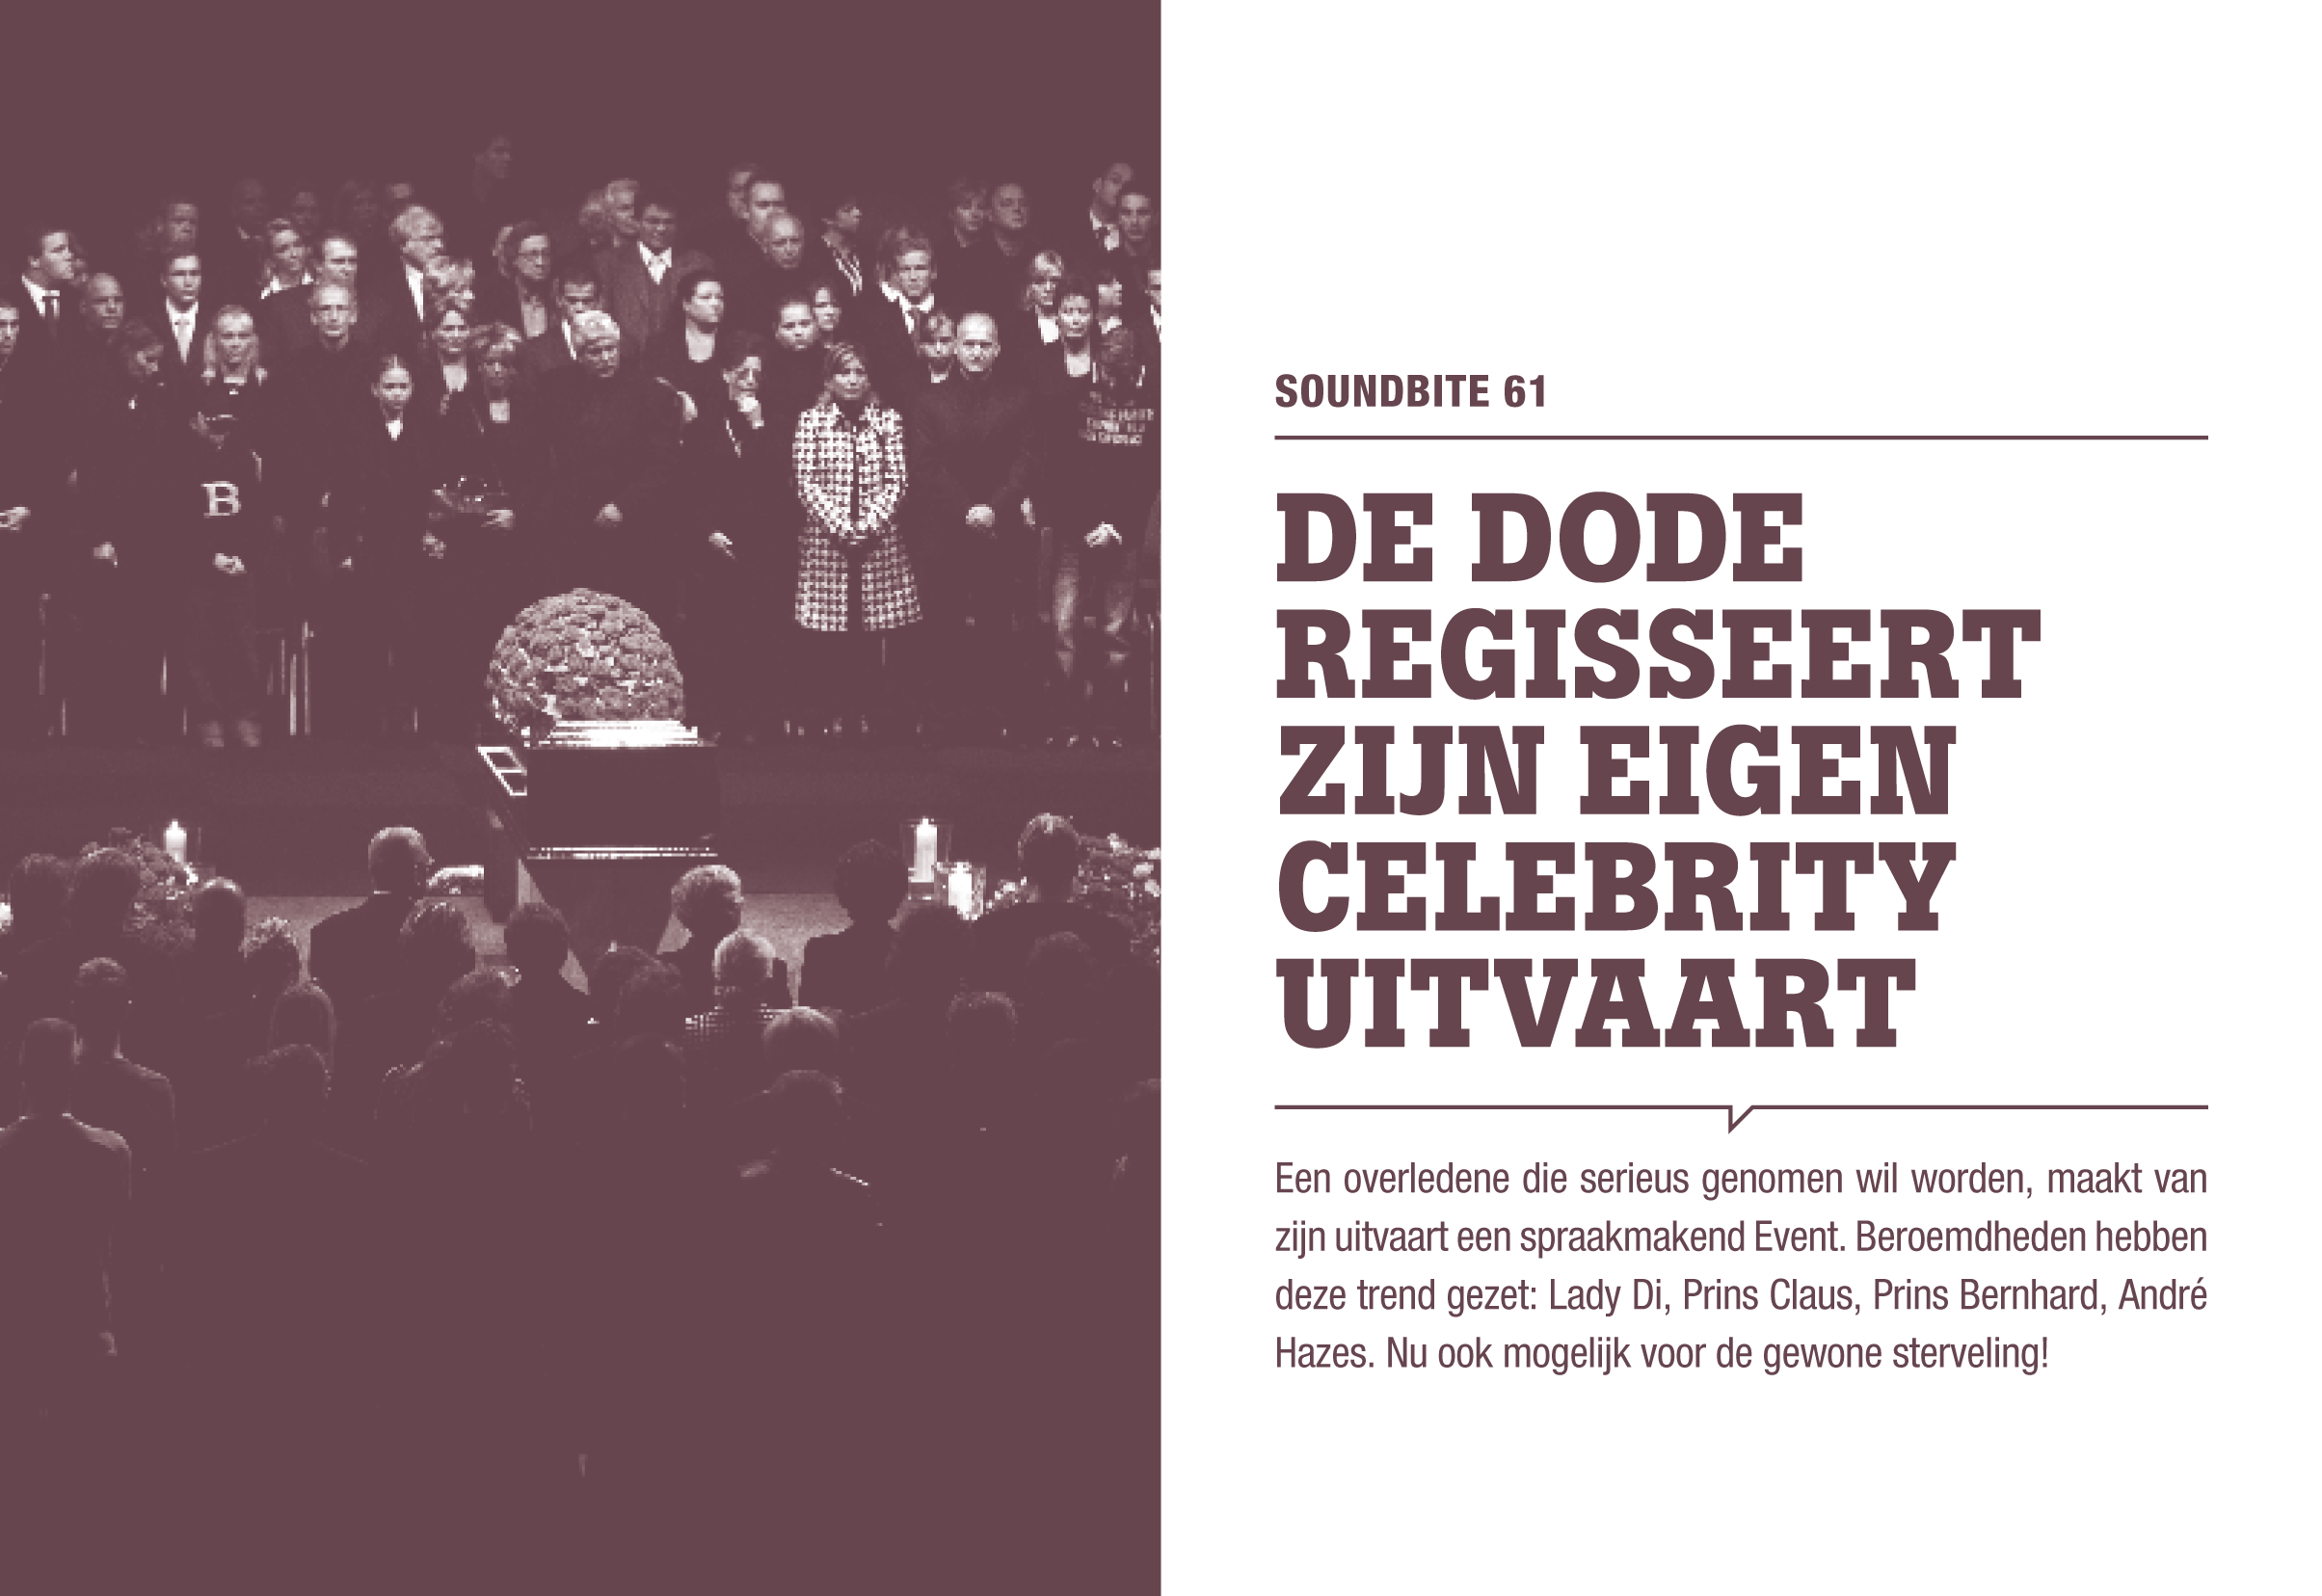 B
SOUNDBITE 61
DE DODE
REGISSEERT
ZIJN EIGEN
CELEBRITY
UITVAART
Een overledene die serieus genomen wil worden, maakt van
zijn uitvaart een spraakmakend Event. Beroemdheden hebben
deze trend gezet: Lady Di, Prins Claus, Prins Bernhard, André
Hazes. Nu ook mogelijk voor de gewone sterveling!